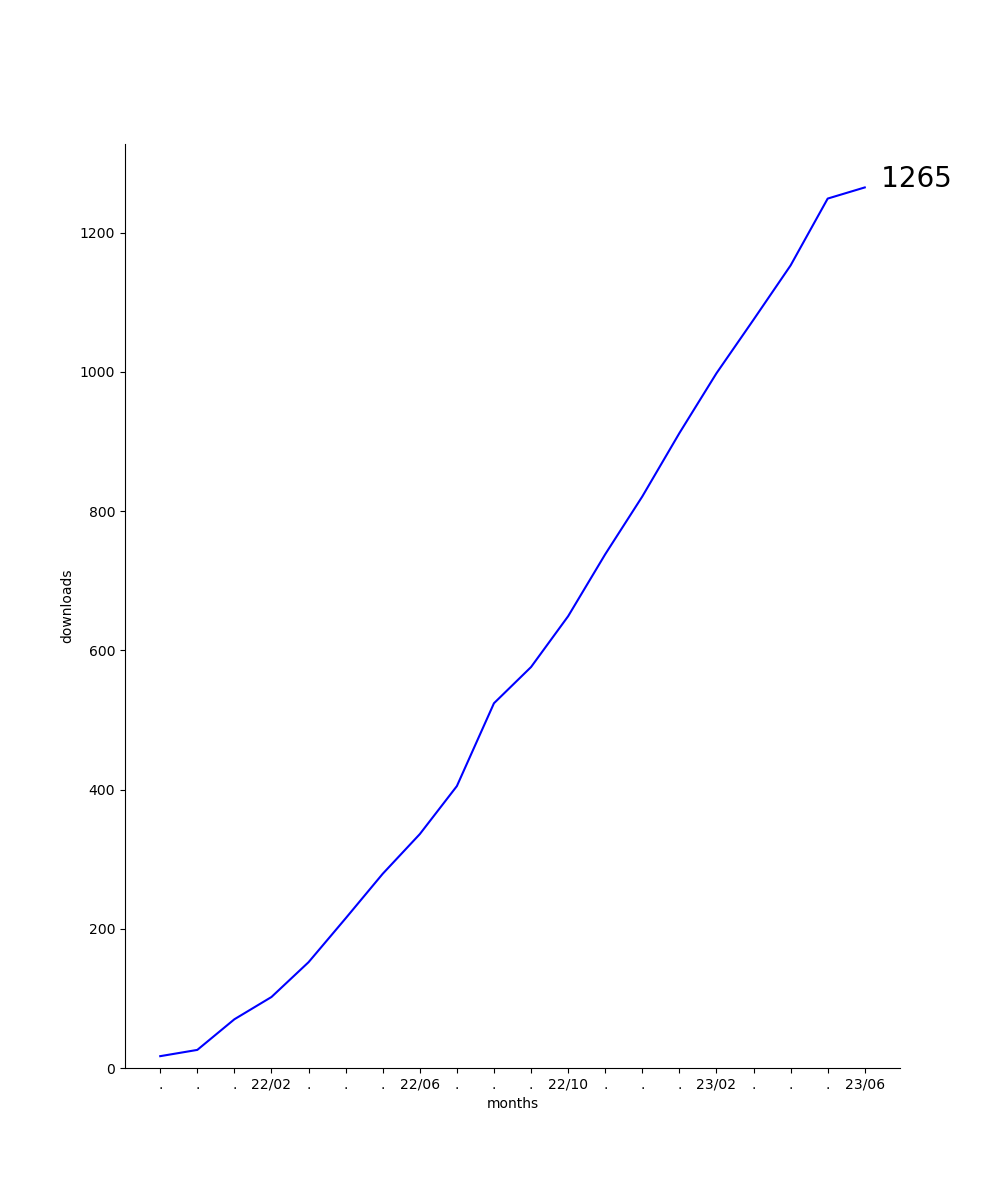 1265
1200
1000
800
600
400
200
0
downloads
. . . 22/02 . . . 22/06 . . . 22/10 . . . 23/02 . . . 23/06
months